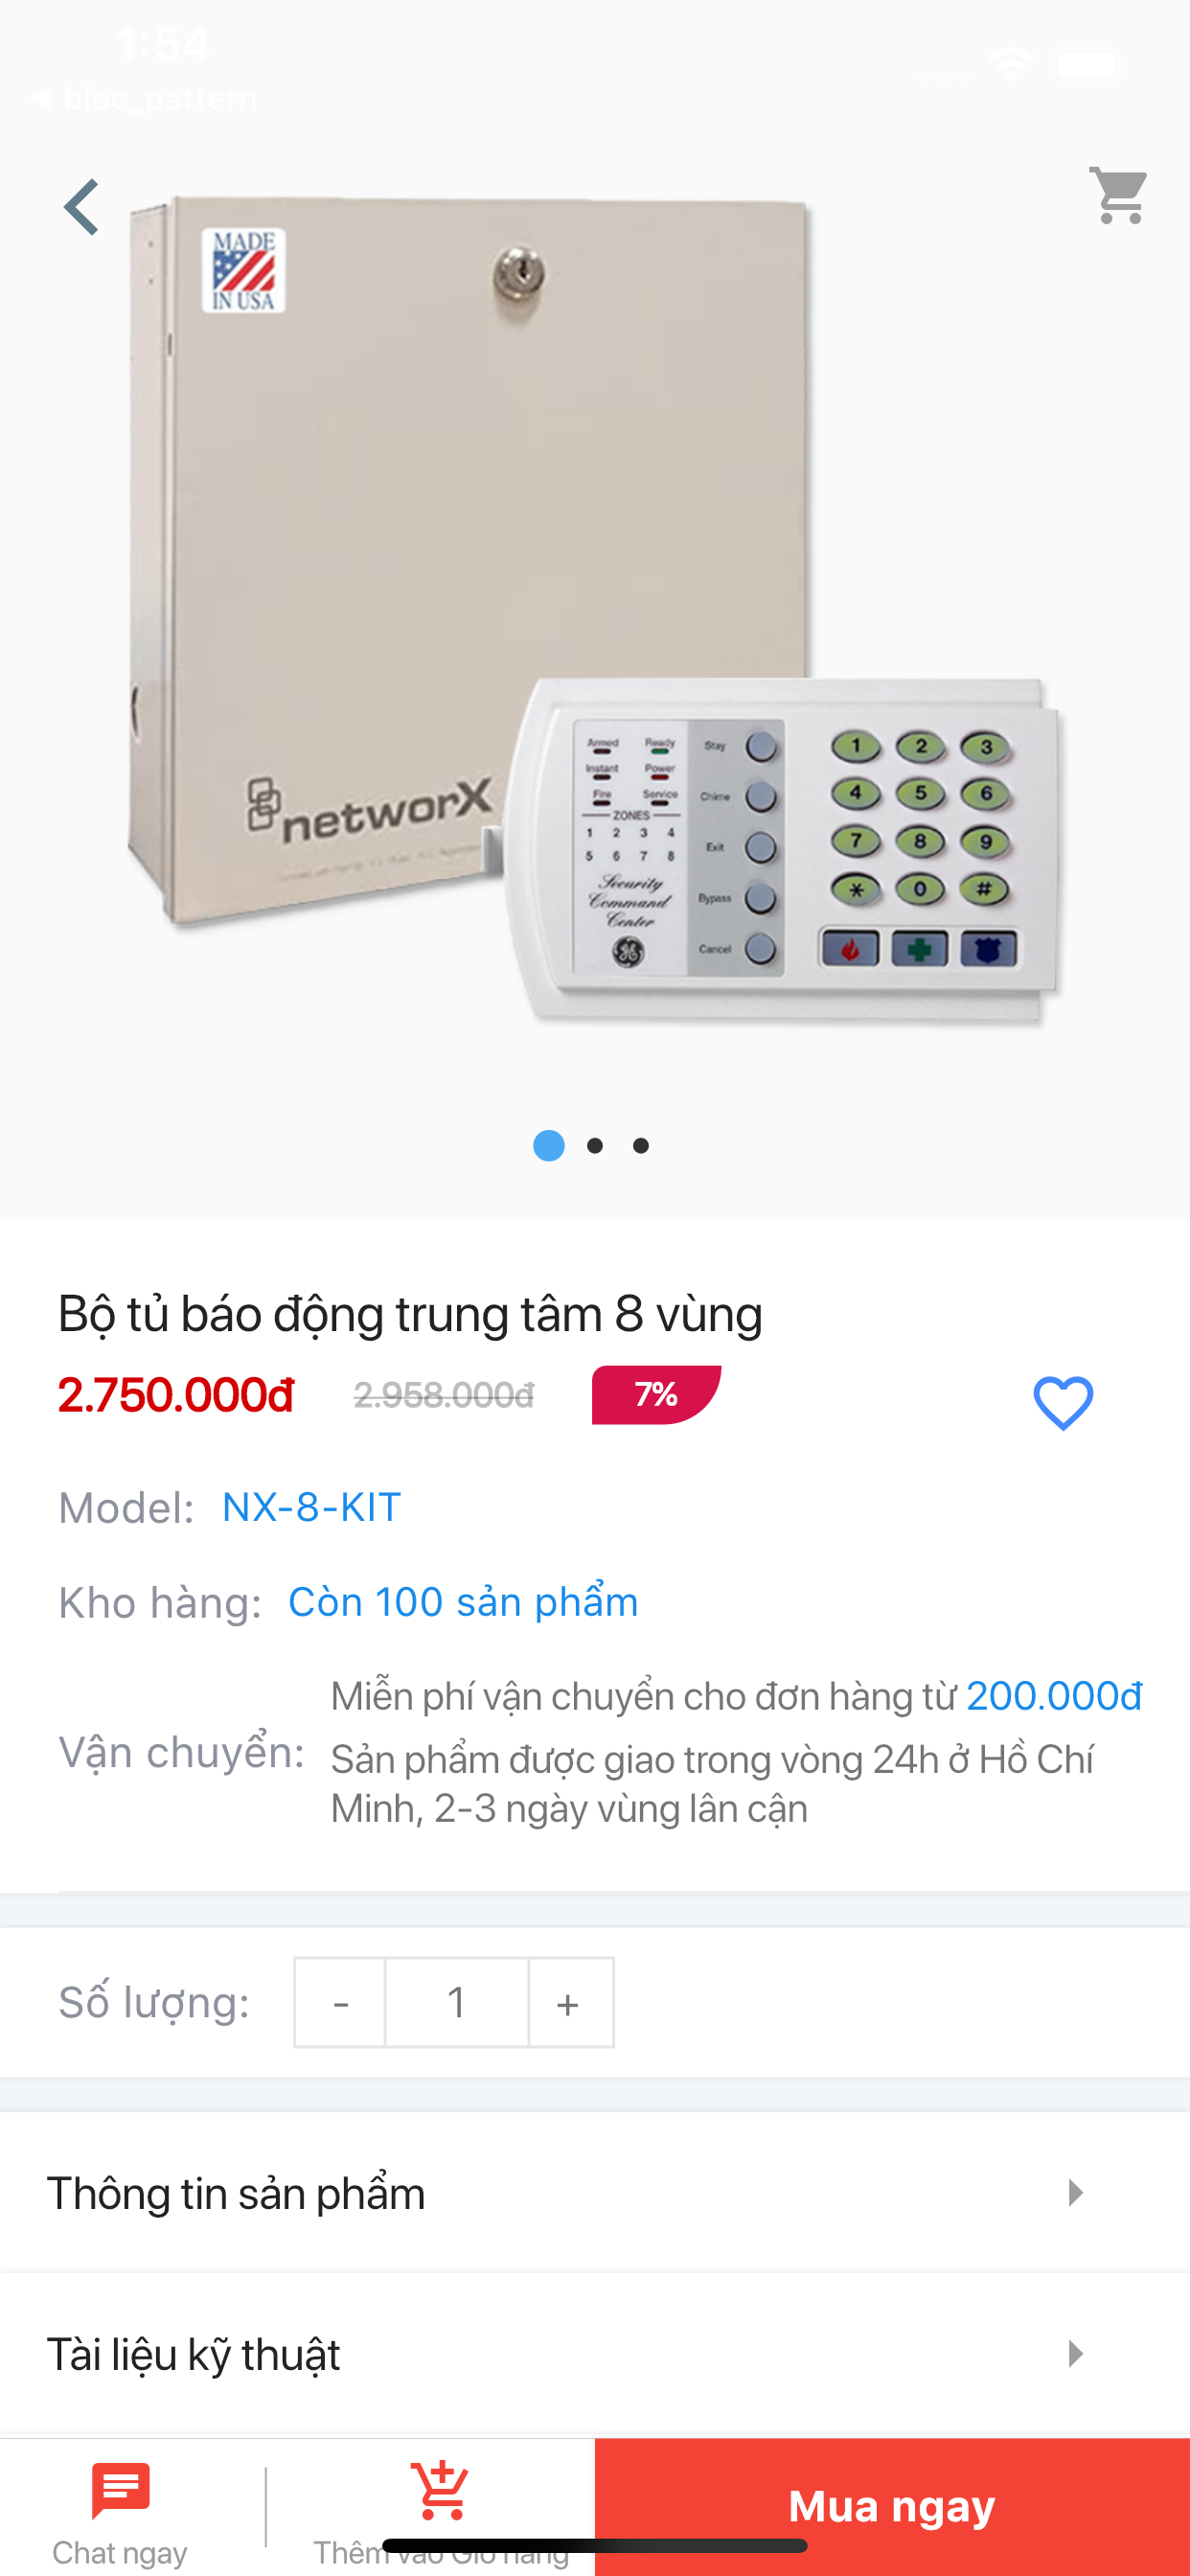 1:54
◀ bloc_pattern
MADE
IN USA
networX
Armed Ready
Instant Power
Fire Service
ZONES
1 2 3 4
5 6 7 8
Security
Command
Center
GE
Stay
Chime
Exit
Bypass
Cancel
1 2 3
4 5 6
7 8 9
* 0 #
Bộ tủ báo động trung tâm 8 vùng
2.750.000đ 2.958.000đ 7%
Model: NX-8-KIT
Kho hàng: Còn 100 sản phẩm
Vận chuyển:
Miễn phí vận chuyển cho đơn hàng từ 200.000đ
Sản phẩm được giao trong vòng 24h ở Hồ Chí
Minh, 2-3 ngày vùng lân cận
Số lượng: - 1 +
Thông tin sản phẩm
Tài liệu kỹ thuật
Chat ngay
Thêm vào Giỏ hàng
Mua ngay